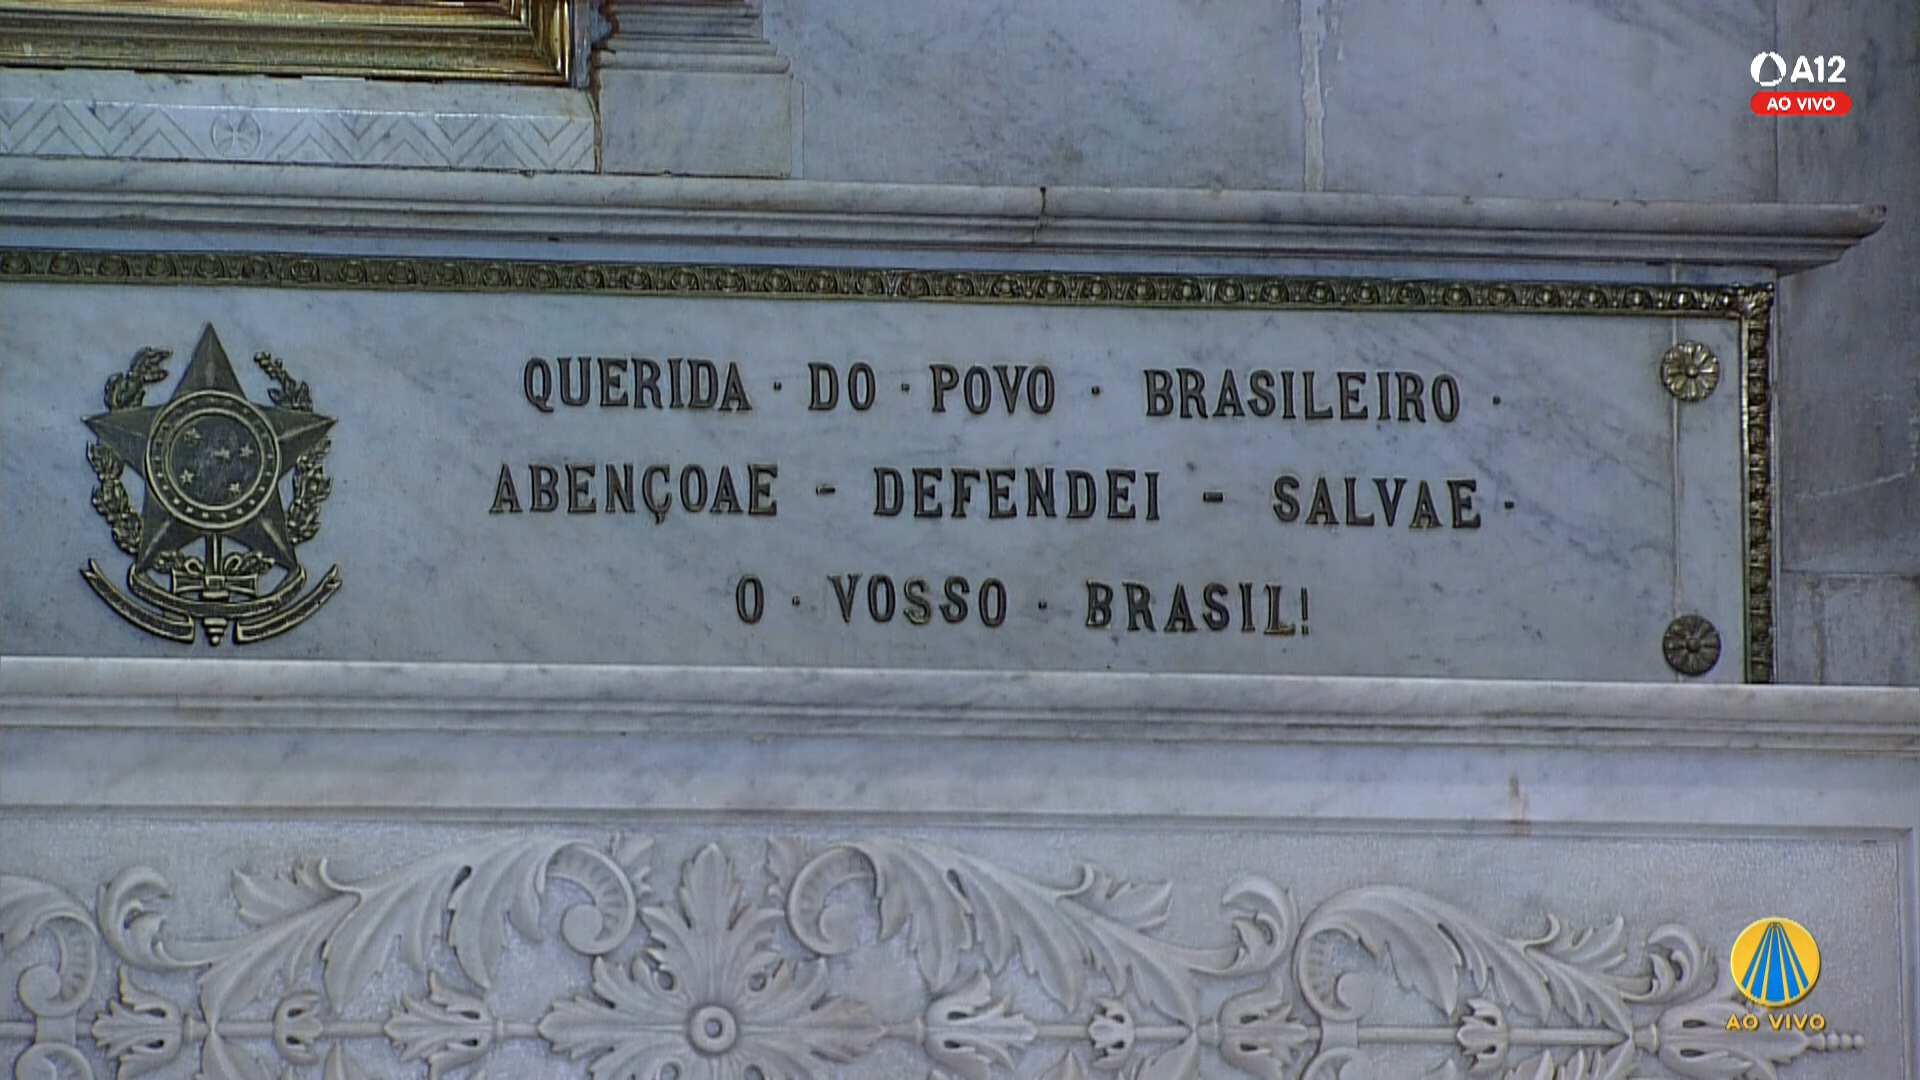 A12
AO VIVO
QUERIDA · DO · POVO · BRASILEIRO ·
ABENÇOAE - DEFENDEI - SALVAE ·
O · VOSSO · BRASIL!
AO VIVO